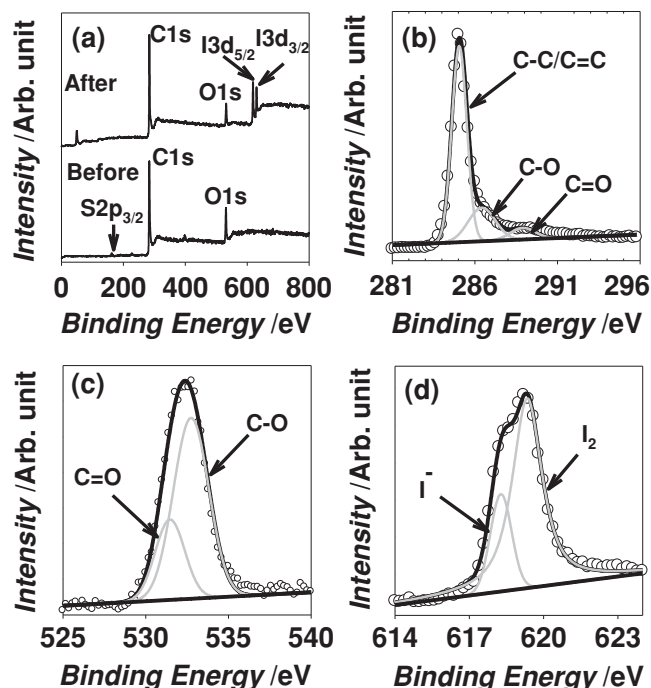 (a)
C1s
I3d5/2
I3d3/2
After
O1s
Before
C1s
S2p3/2
O1s
0 200 400 600 800
Intensity /Arb. unit
Binding Energy /eV
(b)
C-C/C=C
C-O
C=O
281 286 291 296
Intensity /Arb. unit
Binding Energy /eV
(c)
C-O
C=O
525 530 535 540
Intensity /Arb. unit
Binding Energy /eV
(d)
I2
I-
614 617 620 623
Intensity /Arb. unit
Binding Energy /eV